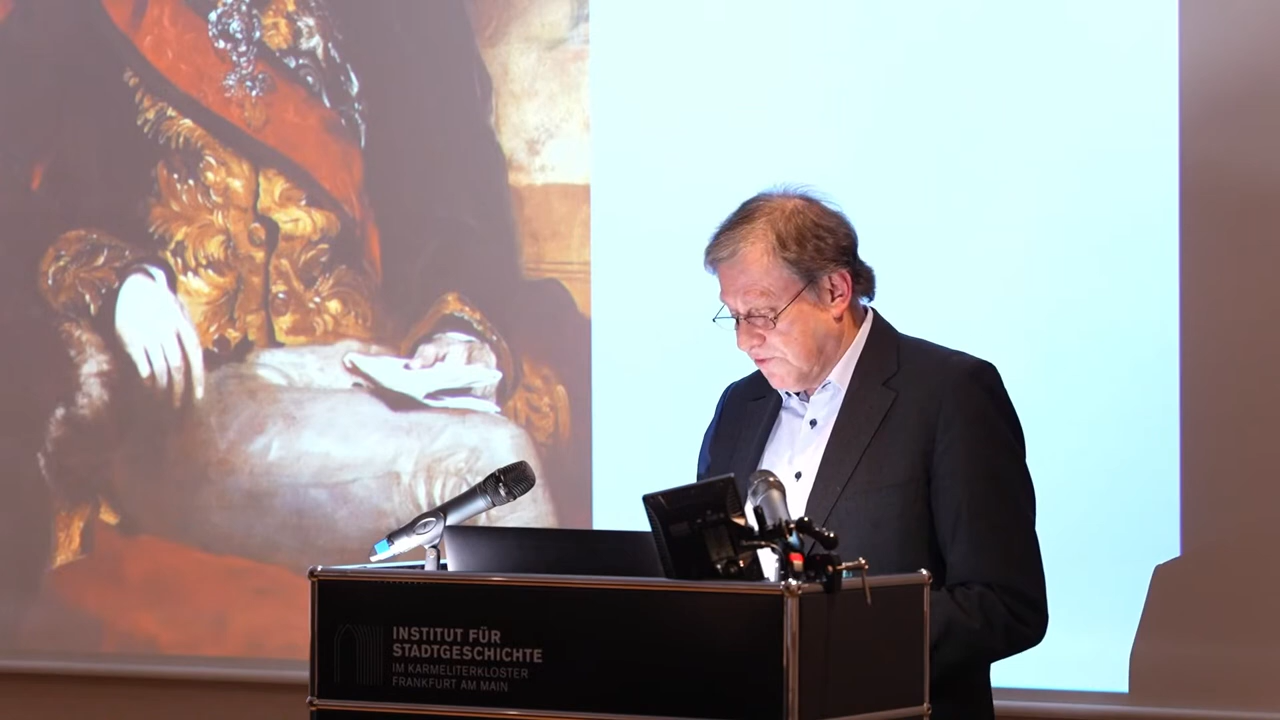 INSTITUT FÜR
STADTGESCHICHTE
IM KARMELITERKLOSTER
FRANKFURT AM MAIN